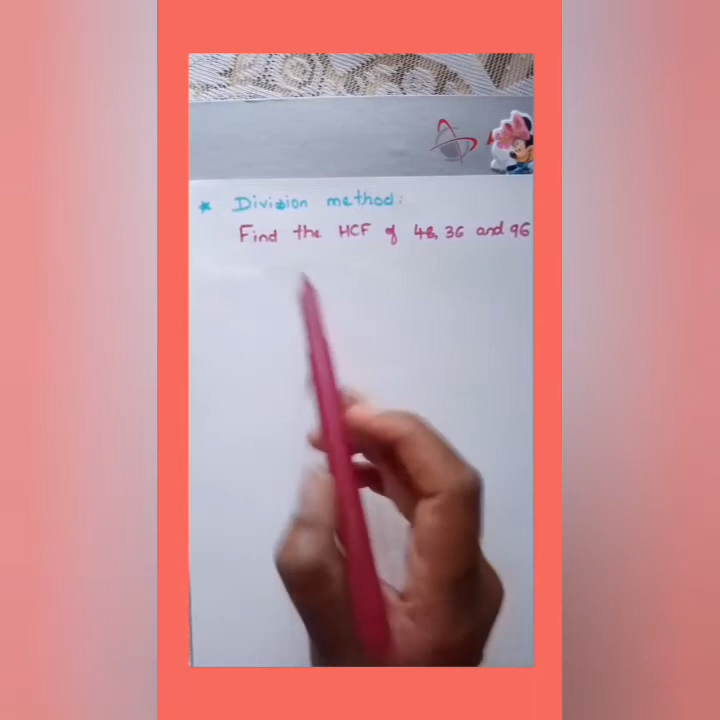 * Division method:
Find the HCF of 48, 36 and 96